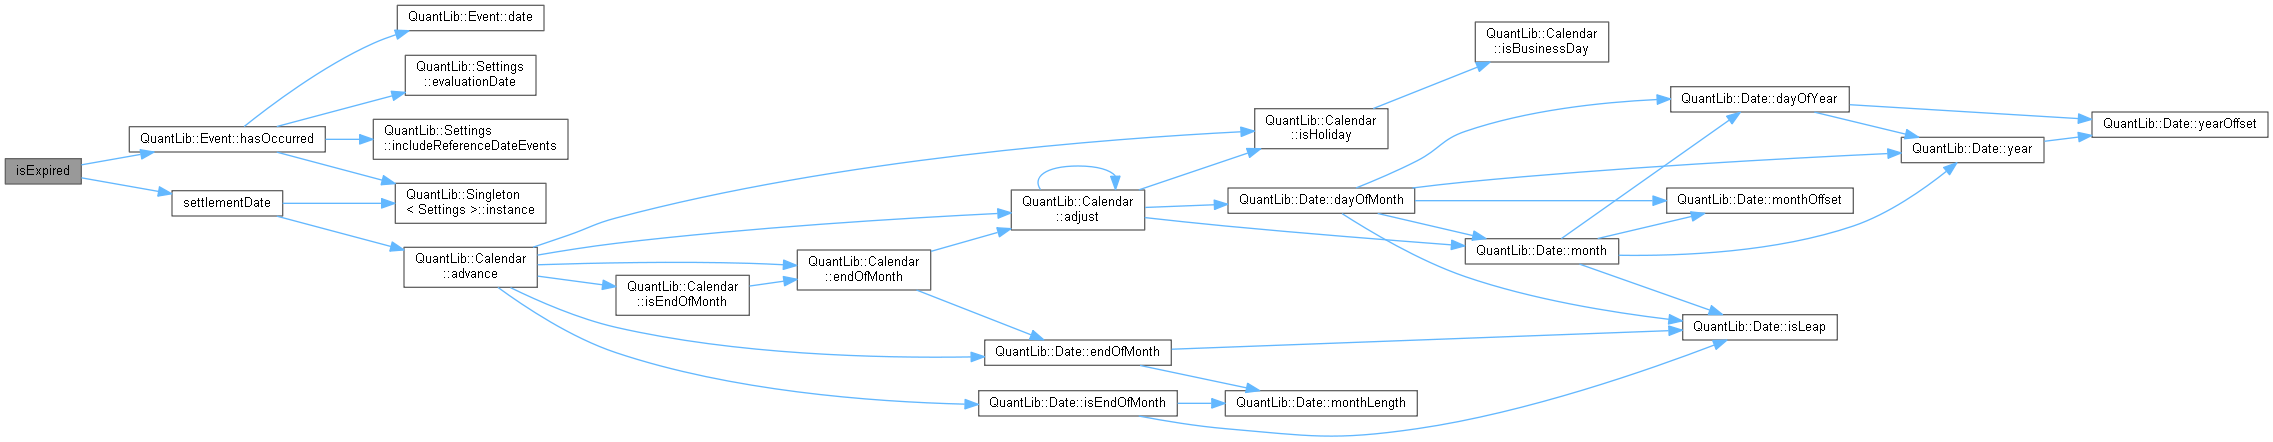 isExpired
QuantLib::Event::hasOccurred
settlementDate
QuantLib::Event::date
QuantLib::Settings
::evaluationDate
QuantLib::Settings
::includeReferenceDateEvents
QuantLib::Singleton
< Settings >::instance
QuantLib::Calendar
::advance
QuantLib::Calendar
::isEndOfMonth
QuantLib::Calendar
::endOfMonth
QuantLib::Calendar
::adjust
QuantLib::Date::endOfMonth
QuantLib::Date::isEndOfMonth
QuantLib::Calendar
::isHoliday
QuantLib::Date::dayOfMonth
QuantLib::Date::monthLength
QuantLib::Calendar
::isBusinessDay
QuantLib::Date::month
QuantLib::Date::dayOfYear
QuantLib::Date::monthOffset
QuantLib::Date::isLeap
QuantLib::Date::year
QuantLib::Date::yearOffset